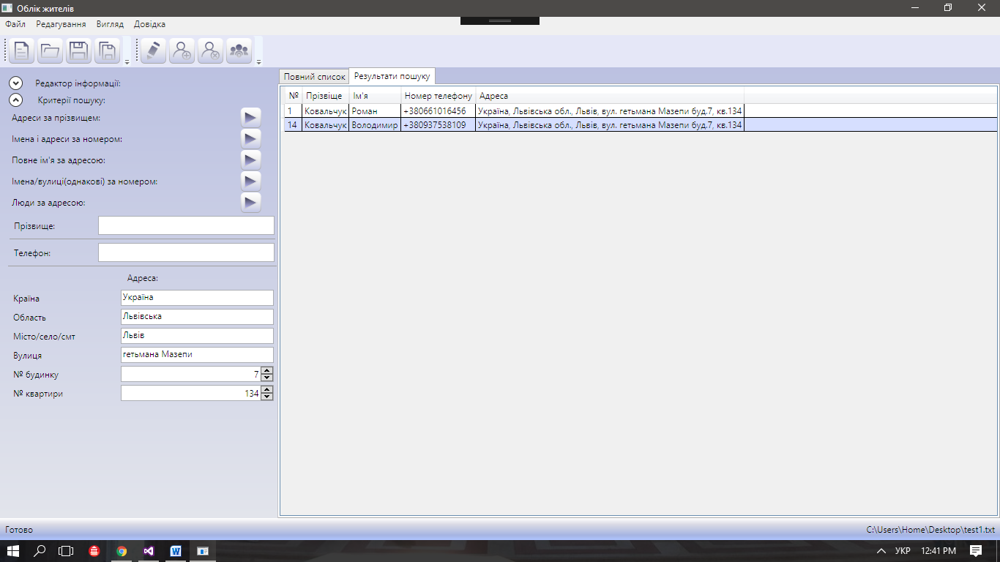 Облік жителів
Файл Редагування Вигляд Довідка
Редактор інформації:
Критерії пошуку:
Адреси за прізвищем:
Імена і адреси за номером:
Повне ім'я за адресою:
Імена/вулиці(однакові) за номером:
Люди за адресою:
Прізвище:
Телефон:
Адреса:
Країна Україна
Область Львівська
Місто/село/смт Львів
Вулиця гетьмана Мазепи
№ будинку 7
№ квартири 134
Повний список Результати пошуку
№ Прізвіще Ім'я Номер телефону Адреса
1 Ковальчук Роман +380661016456 Україна, Львівська обл., Львів, вул. гетьмана Мазепи буд.7, кв.134
14 Ковальчук Володимир +380937538109 Україна, Львівська обл., Львів, вул. гетьмана Мазепи буд.7, кв.134
Готово C:\Users\Home\Desktop\test1.txt
УКР 12:41 PM